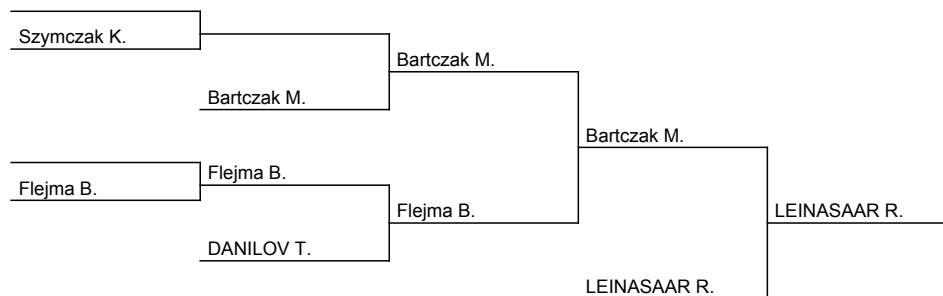 Szymczak K.
Bartczak M.
Bartczak M.
Bartczak M.
Flejma B.
Flejma B.
Flejma B.
LEINASAAR R.
DANILOV T.
LEINASAAR R.